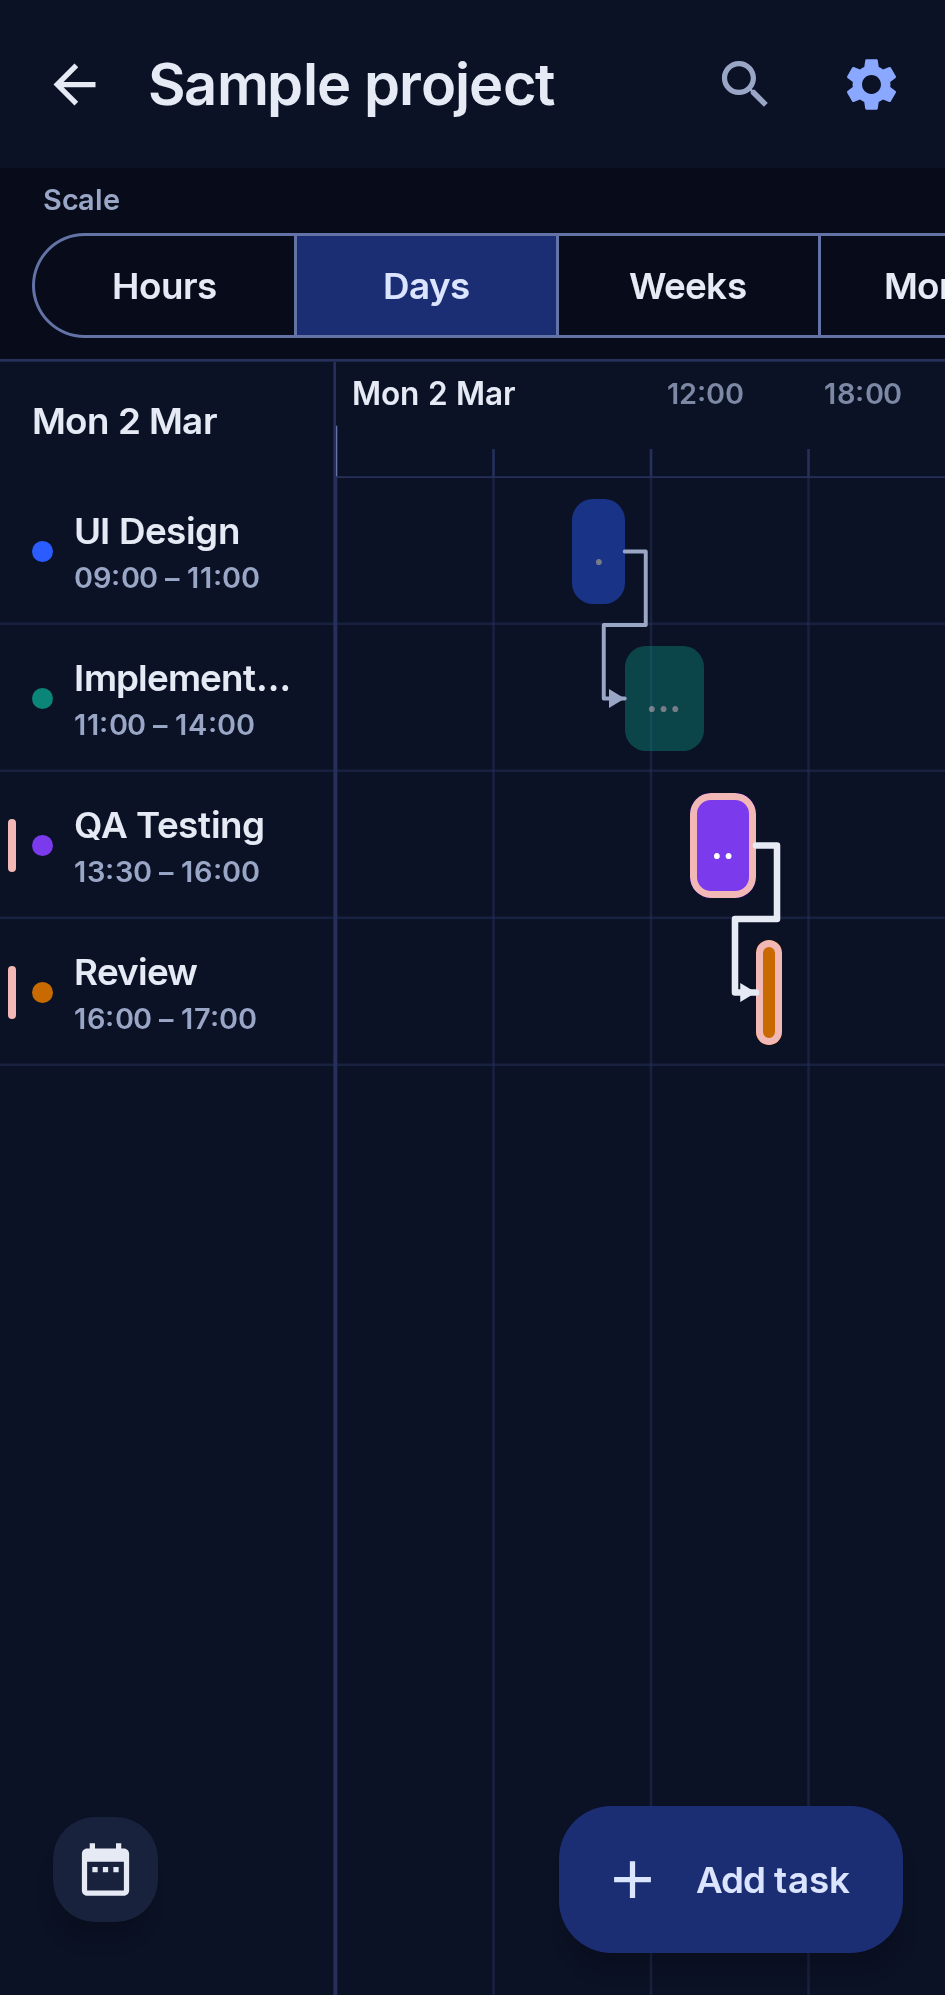 Sample project
Scale
Hours Days Weeks
Mon 2 Mar
Mon 2 Mar 12:00 18:00
UI Design
09:00 – 11:00
Implement...
11:00 – 14:00
QA Testing
13:30 – 16:00
Review
16:00 – 17:00
Add task